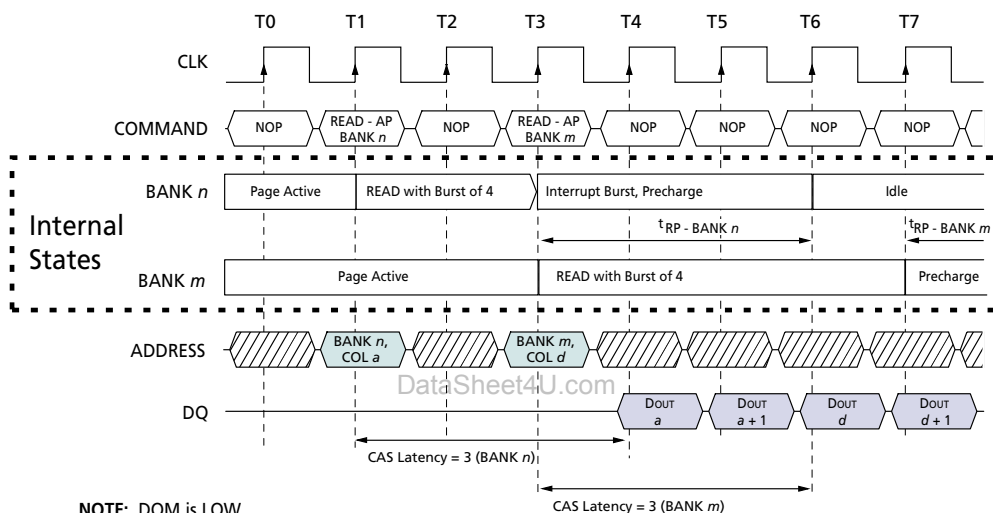 T0 T1 T2 T3 T4 T5 T6 T7
CLK
COMMAND NOP READ - AP BANK n NOP READ - AP BANK m NOP NOP NOP NOP
Internal States
BANK n Page Active READ with Burst of 4 Interrupt Burst, Precharge Idle
tRP - BANK n tRP - BANK m
BANK m Page Active READ with Burst of 4 Precharge
ADDRESS BANK n, COL a BANK m, COL d
DataSheet4U.com
DQ DOUT a DOUT a + 1 DOUT d DOUT d + 1
CAS Latency = 3 (BANK n)
CAS Latency = 3 (BANK m)
NOTE: DQM is LOW